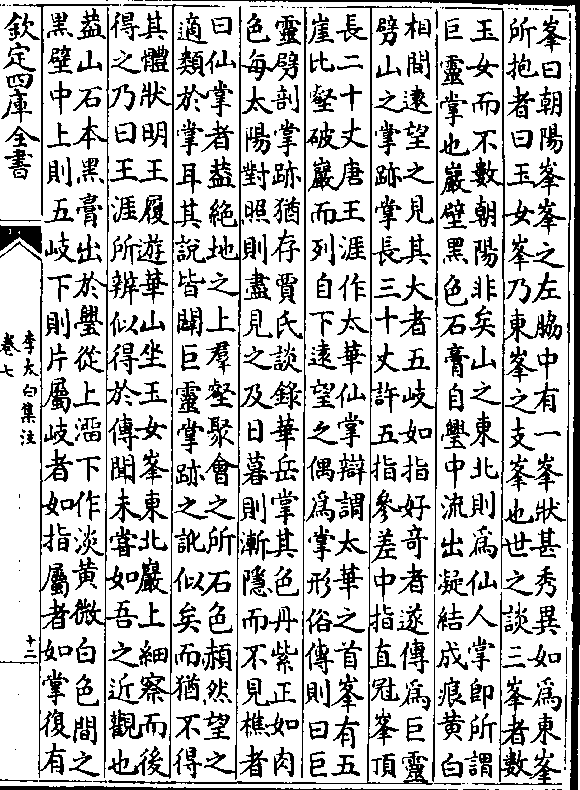 峯曰朝陽峯峯之左脇中有一峯狀甚秀異如爲東峯
所抱者曰玉女峯乃東峯之支峯也世之談三峯者數
玉女而不數朝陽非矣山之東北則爲仙人掌即所謂
巨靈掌也巖壁黑色石膏自璺中流出凝結成痕黃白
相間遠望之見其大者五岐如指好奇者遂傳爲巨靈
劈山之掌跡掌長三十丈許五指參差中指直冠峯頂
長二十丈唐王涯作太華仙掌辯謂太華之首峯有五
崖比壑破巖而列自下遠望之偶爲掌形俗傳則曰巨
靈劈剖掌跡猶存賈氏談錄華岳掌其色丹紫正如肉
色每太陽對照則盡見之及日暮則漸隱而不見樵者
曰仙掌者葢絶地之上羣壑聚會之所石色頳然望之
適類於掌耳其說皆闢巨靈掌跡之訛似矣而猶不得
其體狀明王履遊華山坐玉女峯東北巖上細察而後
得之乃曰王涯所辨似得於傳聞未嘗如吾之近觀也
葢山石本黑膏出於璺從上溜下作淡黃微白色間之
黑壁中上則五岐下則片屬岐者如指屬者如掌復有
欽定四庫全書
李太白集注
卷七
十二